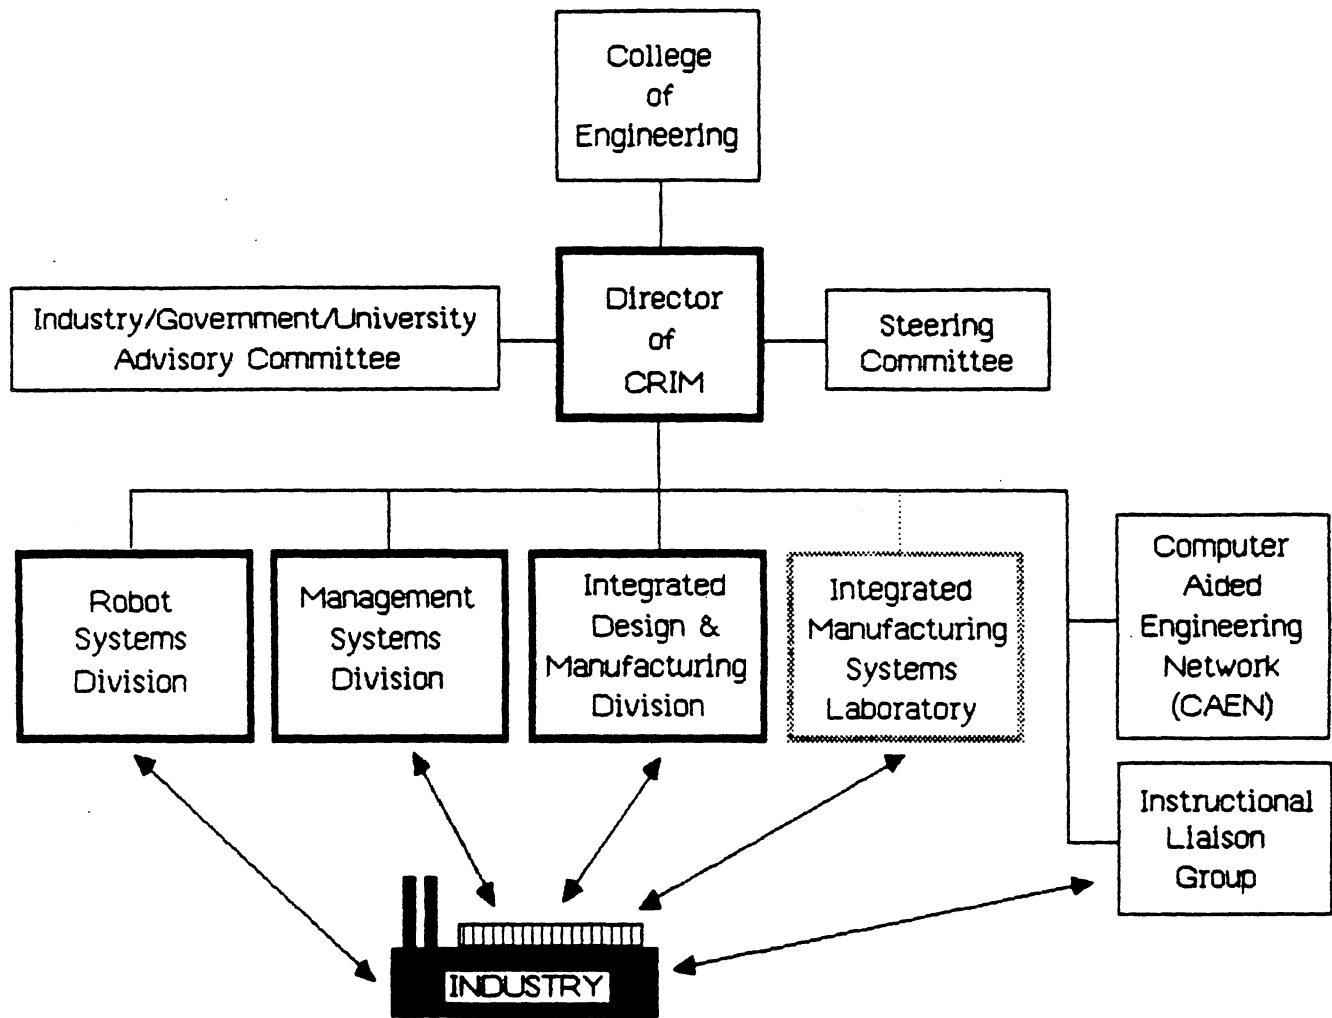 College
of
Engineering
Industry/Government/University
Advisory Committee
Director
of
CRIM
Steering
Committee
Robot
Systems
Division
Management
Systems
Division
Integrated
Design &
Manufacturing
Division
Integrated
Manufacturing
Systems
Laboratory
Computer
Aided
Engineering
Network
(CAEN)
Instructional
Liaison
Group
INDUSTRY